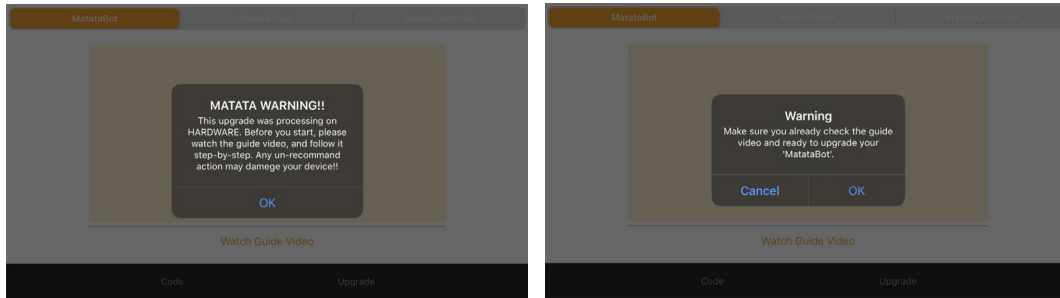 MatataBot MatataTower MatataController
MATATA WARNING!!
This upgrade was processing on
HARDWARE. Before you start, please
watch the guide video, and follow it
step-by-step. Any un-recommand
action may damege your device!!
OK
Watch Guide Video
Code Upgrade
MatataBot MatataTower MatataController
Warning
Make sure you already check the guide
video and ready to upgrade your
'MatataBot'.
Cancel OK
Watch Guide Video
Code Upgrade